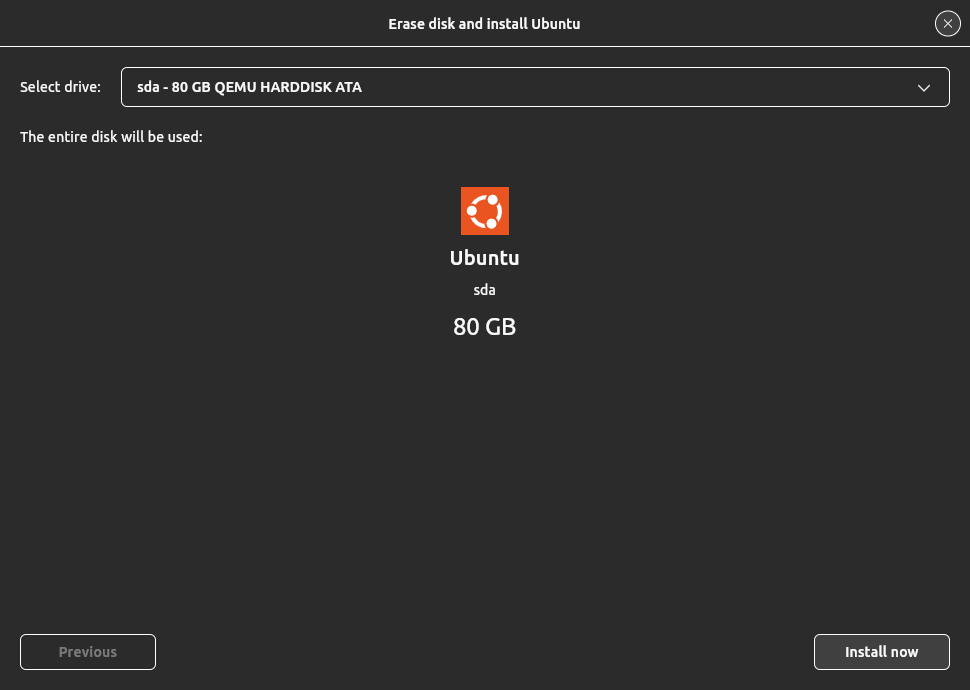 Erase disk and install Ubuntu
Select drive: sda - 80 GB QEMU HARDDISK ATA
The entire disk will be used:
Ubuntu
sda
80 GB
Previous Install now